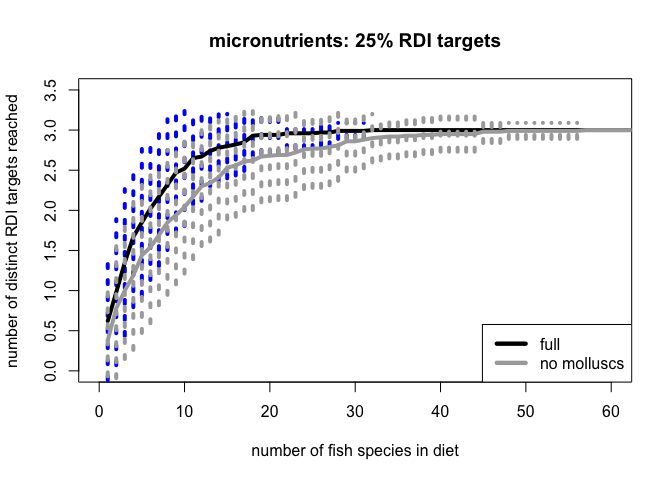 micronutrients: 25% RDI targets
number of distinct RDI targets reached
3.5
3.0
2.5
2.0
1.5
1.0
0.5
0.0
full
no molluscs
0 10 20 30 40 50 60
number of fish species in diet